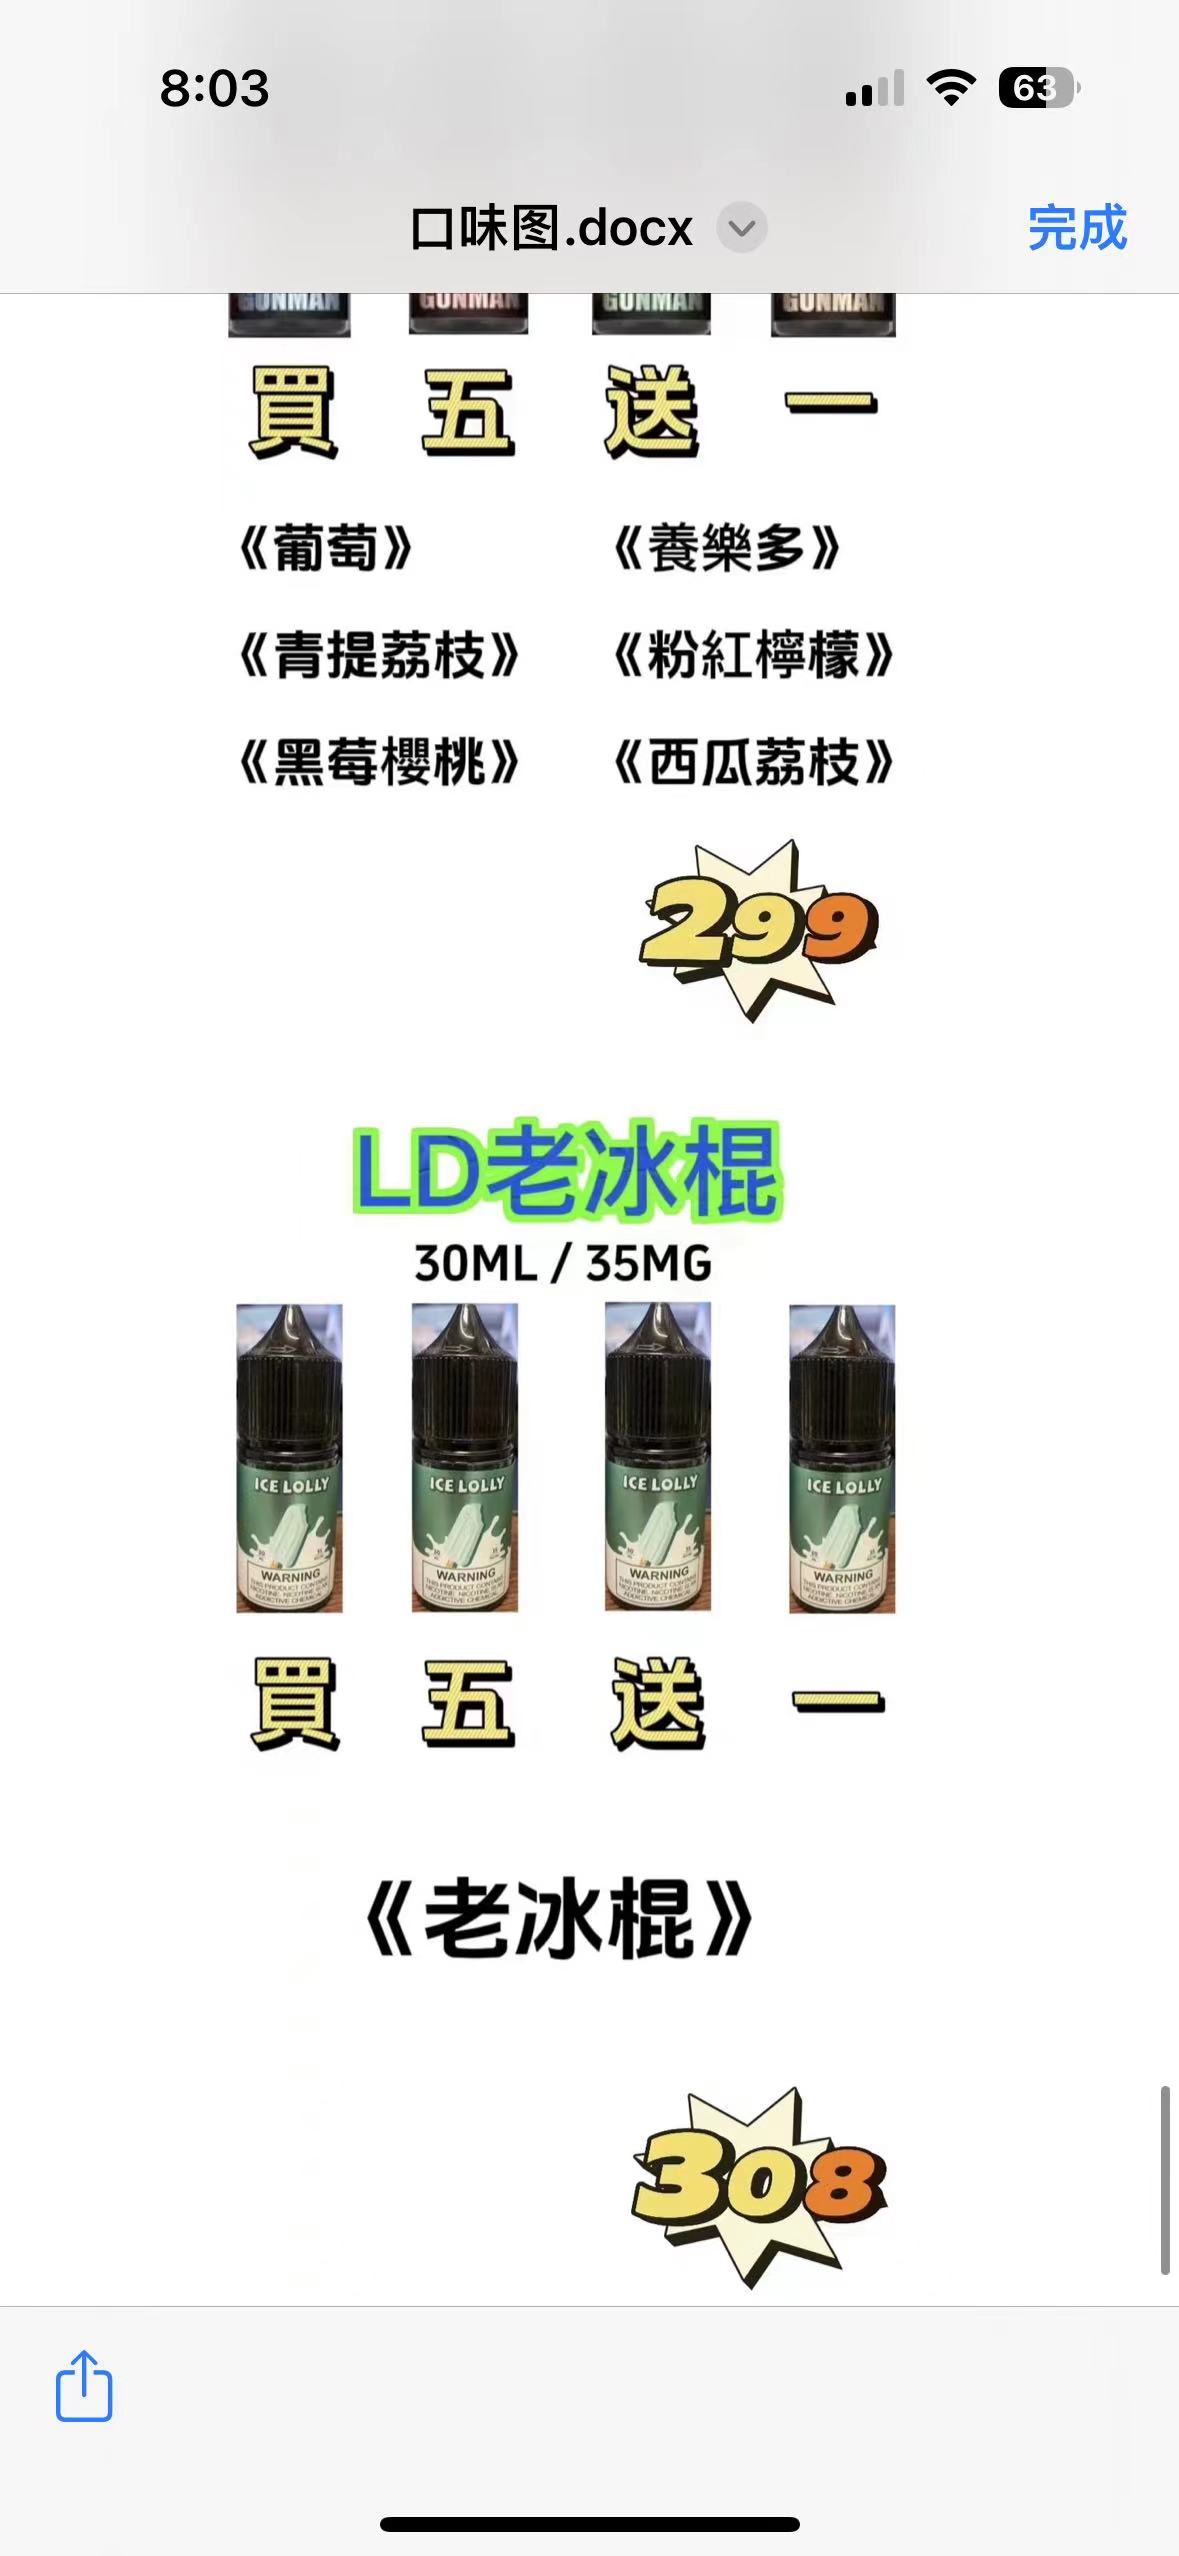 8:03
63
口味图.docx
完成
GUNMAN GUNMAN GUNMAN GUNMAN
買 五 送 一
《葡萄》 《養樂多》
《青提荔枝》 《粉紅檸檬》
《黑莓櫻桃》 《西瓜荔枝》
299
LD老冰棍
30ML / 35MG
ICE LOLLY ICE LOLLY ICE LOLLY ICE LOLLY
WARNING WARNING WARNING WARNING
買 五 送 一
《老冰棍》
308